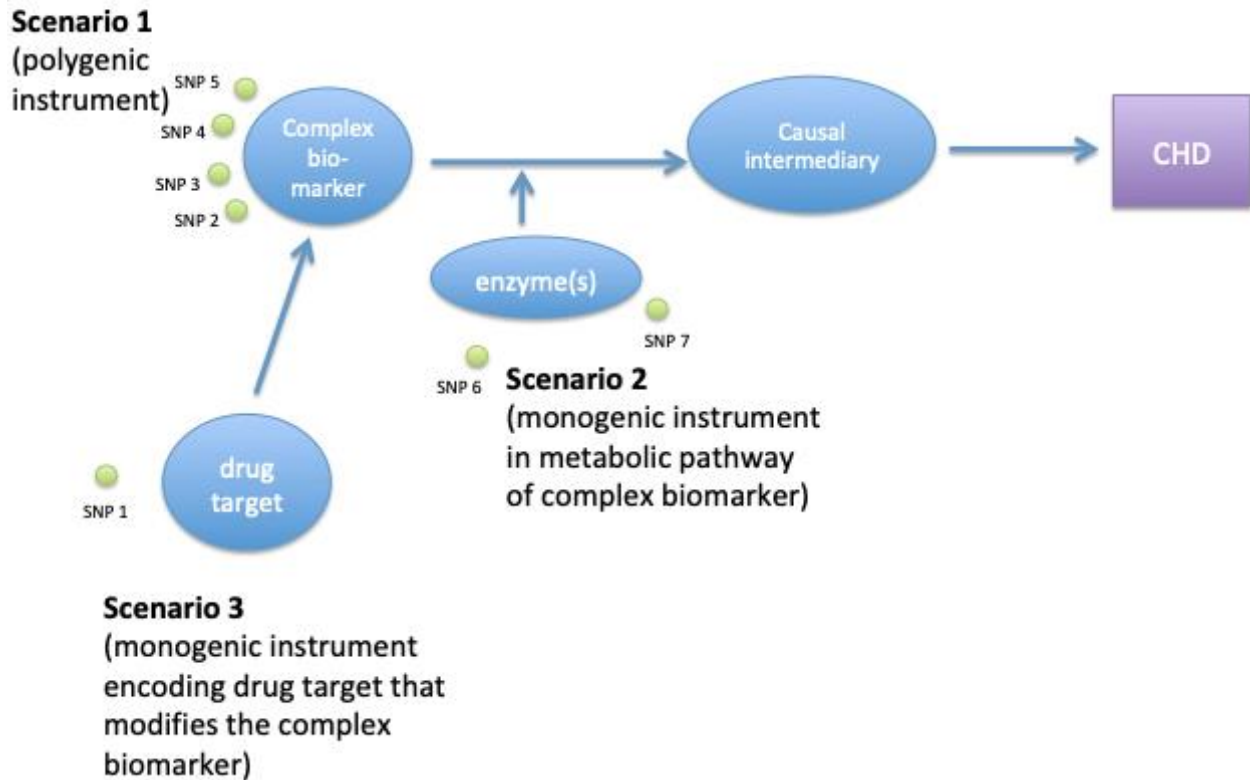 Scenario 1
(polygenic
instrument)
SNP 5
SNP 4
SNP 3
SNP 2
Complex
bio-
marker
Causal
intermediary
CHD
enzyme(s)
SNP 7
SNP 6
Scenario 2
(monogenic instrument
in metabolic pathway
of complex biomarker)
drug
target
SNP 1
Scenario 3
(monogenic instrument
encoding drug target that
modifies the complex
biomarker)